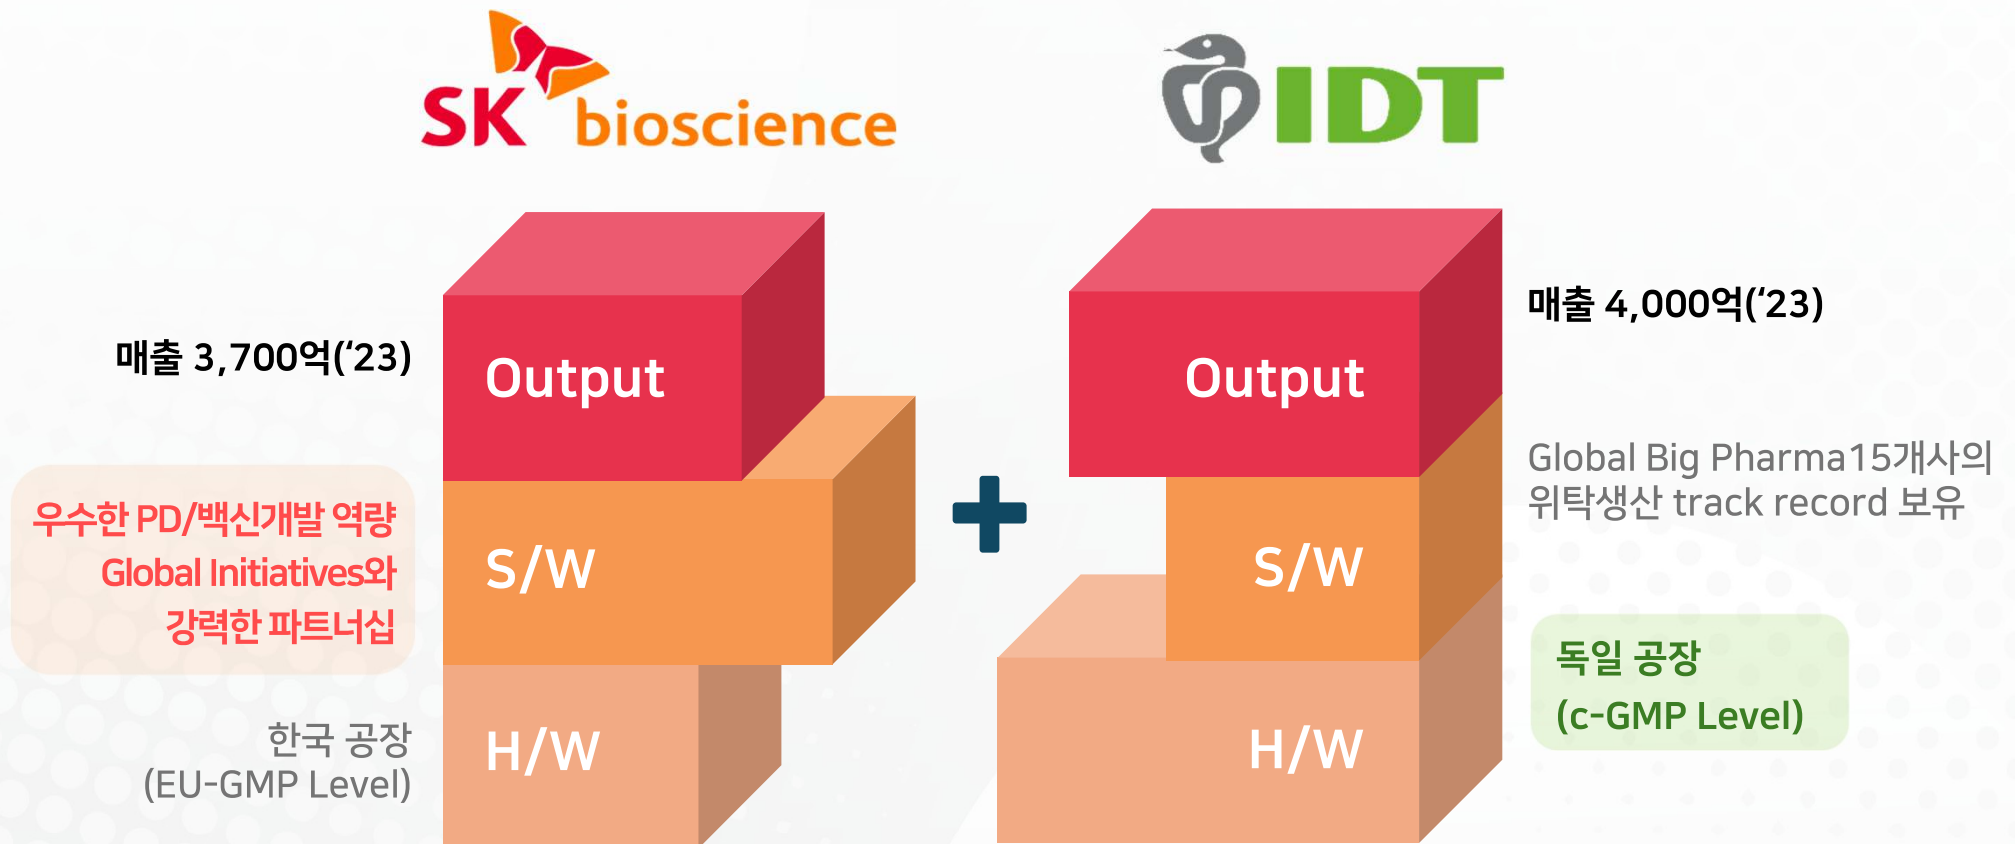 SK bioscience
매출 3,700억(‘23)
Output
우수한 PD/백신개발 역량
Global Initiatives와
강력한 파트너십
S/W
한국 공장
(EU-GMP Level)
H/W
IDT
Output
매출 4,000억(‘23)
S/W
Global Big Pharma15개사의
위탁생산 track record 보유
H/W
독일 공장
(c-GMP Level)